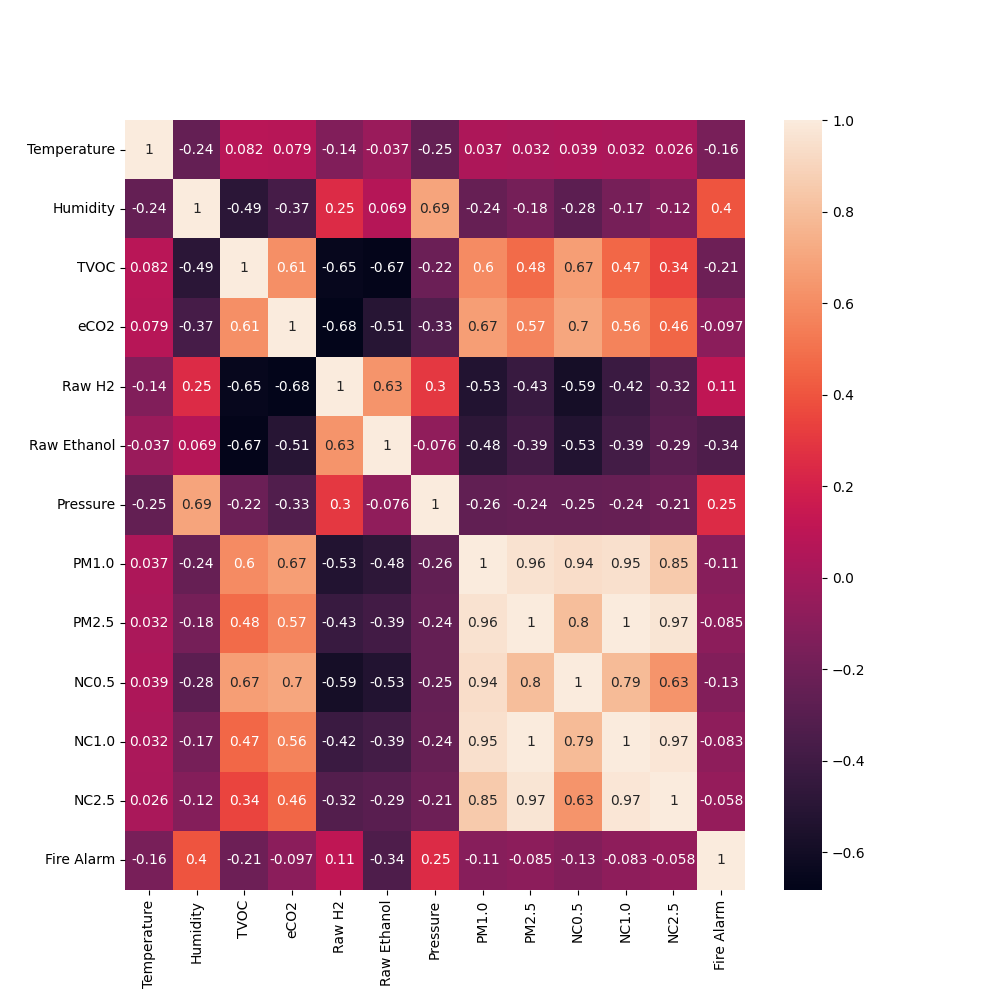 Temperature 1 -0.24 0.082 0.079 -0.14 -0.037 -0.25 0.037 0.032 0.039 0.032 0.026 -0.16
Humidity -0.24 1 -0.49 -0.37 0.25 0.069 0.69 -0.24 -0.18 -0.28 -0.17 -0.12 0.4
TVOC 0.082 -0.49 1 0.61 -0.65 -0.67 -0.22 0.6 0.48 0.67 0.47 0.34 -0.21
eCO2 0.079 -0.37 0.61 1 -0.68 -0.51 -0.33 0.67 0.57 0.7 0.56 0.46 -0.097
Raw H2 -0.14 0.25 -0.65 -0.68 1 0.63 0.3 -0.53 -0.43 -0.59 -0.42 -0.32 0.11
Raw Ethanol -0.037 0.069 -0.67 -0.51 0.63 1 -0.076 -0.48 -0.39 -0.53 -0.39 -0.29 -0.34
Pressure -0.25 0.69 -0.22 -0.33 0.3 -0.076 1 -0.26 -0.24 -0.25 -0.24 -0.21 0.25
PM1.0 0.037 -0.24 0.6 0.67 -0.53 -0.48 -0.26 1 0.96 0.94 0.95 0.85 -0.11
PM2.5 0.032 -0.18 0.48 0.57 -0.43 -0.39 -0.24 0.96 1 0.8 1 0.97 -0.085
NC0.5 0.039 -0.28 0.67 0.7 -0.59 -0.53 -0.25 0.94 0.8 1 0.79 0.63 -0.13
NC1.0 0.032 -0.17 0.47 0.56 -0.42 -0.39 -0.24 0.95 1 0.79 1 0.97 -0.083
NC2.5 0.026 -0.12 0.34 0.46 -0.32 -0.29 -0.21 0.85 0.97 0.63 0.97 1 -0.058
Fire Alarm -0.16 0.4 -0.21 -0.097 0.11 -0.34 0.25 -0.11 -0.085 -0.13 -0.083 -0.058 1
Temperature
Humidity
TVOC
eCO2
Raw H2
Raw Ethanol
Pressure
PM1.0
PM2.5
NC0.5
NC1.0
NC2.5
Fire Alarm
1.0
0.8
0.6
0.4
0.2
0.0
−0.2
−0.4
−0.6